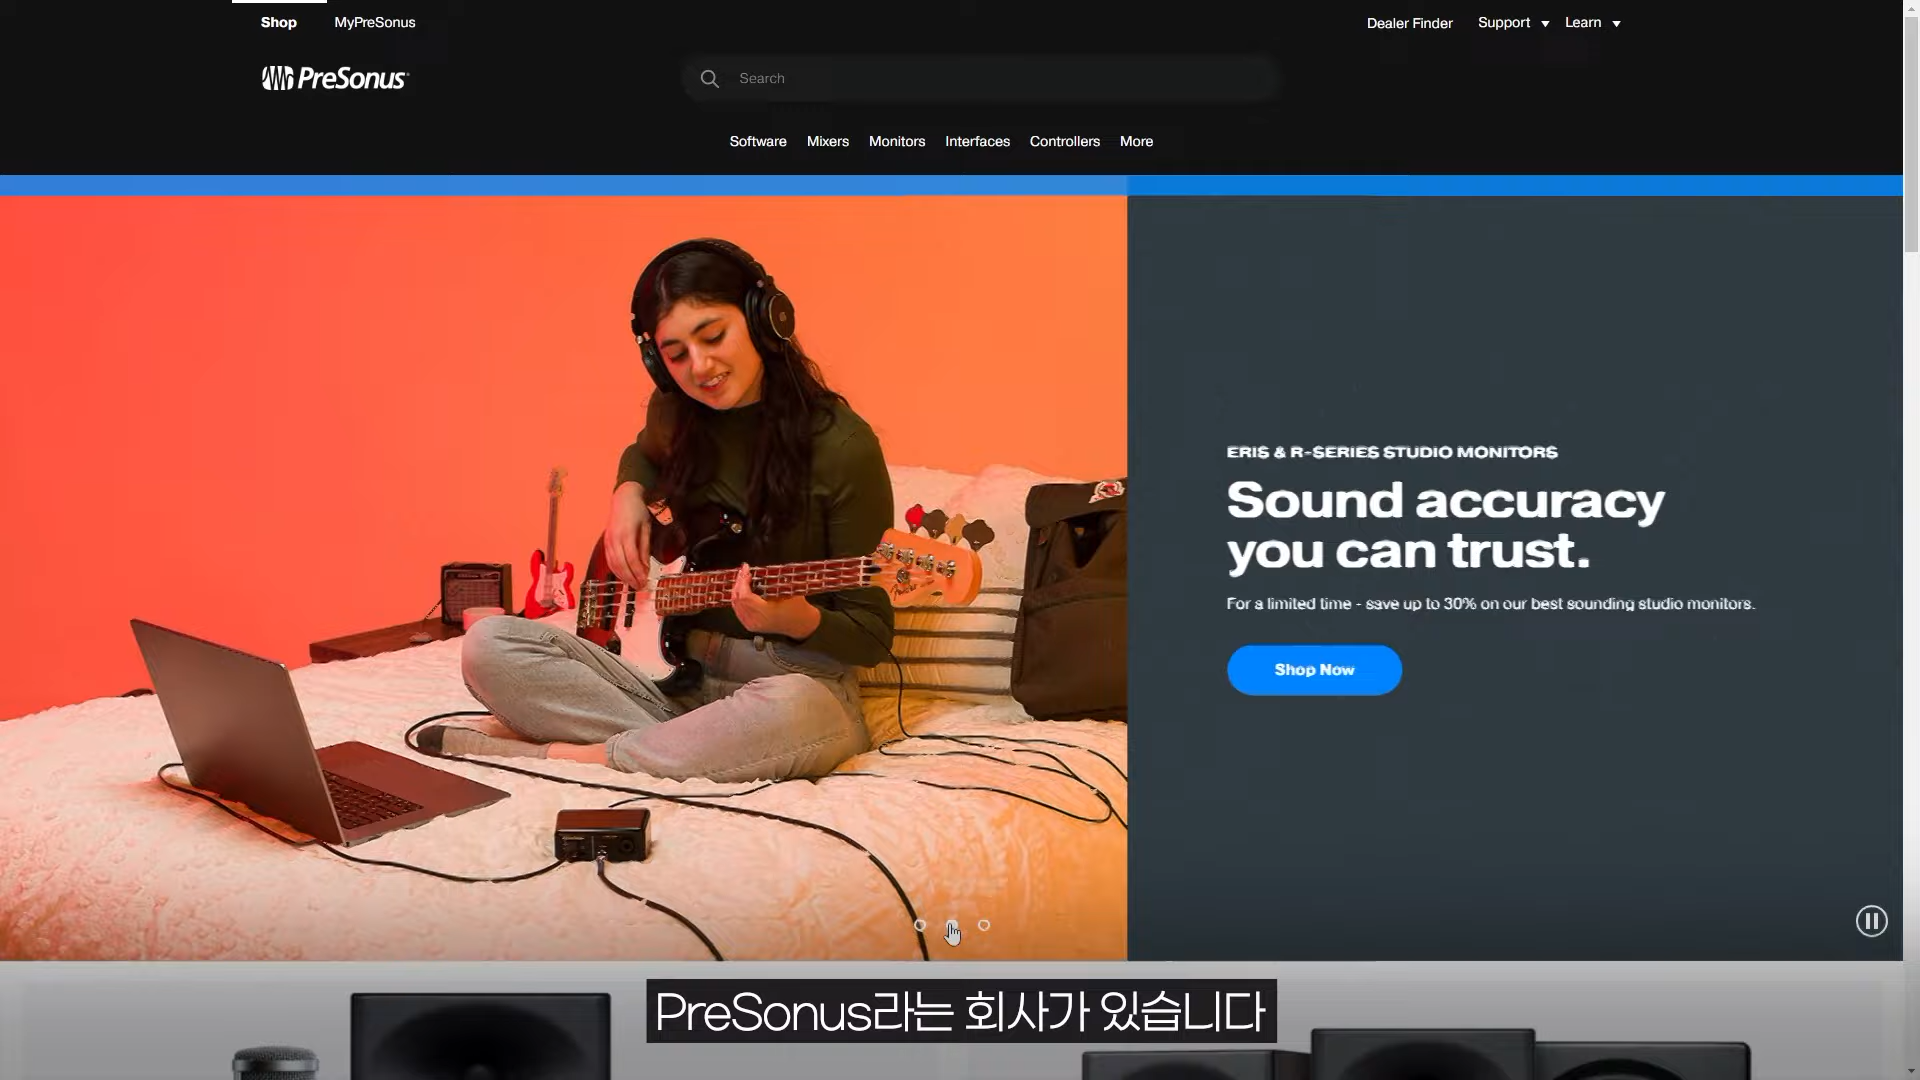 Shop
MyPreSonus
Dealer Finder
Support
Learn
PreSonus
Search
Software
Mixers
Monitors
Interfaces
Controllers
More
ERIS & R-SERIES STUDIO MONITORS
Sound accuracy
you can trust.
For a limited time - save up to 30% on our best sounding studio monitors.
Shop Now
PreSonus라는 회사가 있습니다